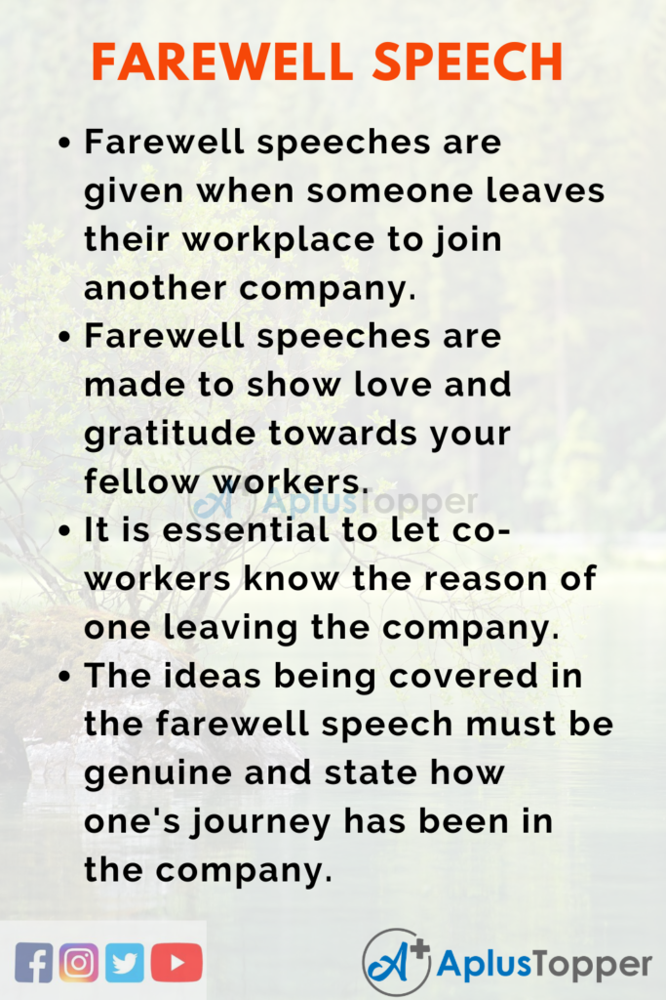 FAREWELL SPEECH
• Farewell speeches are
given when someone leaves
their workplace to join
another company.
• Farewell speeches are
made to show love and
gratitude towards your
fellow workers.
AplusTopper
• It is essential to let co-
workers know the reason of
one leaving the company.
• The ideas being covered in
the farewell speech must be
genuine and state how
one's journey has been in
the company.
A+ AplusTopper